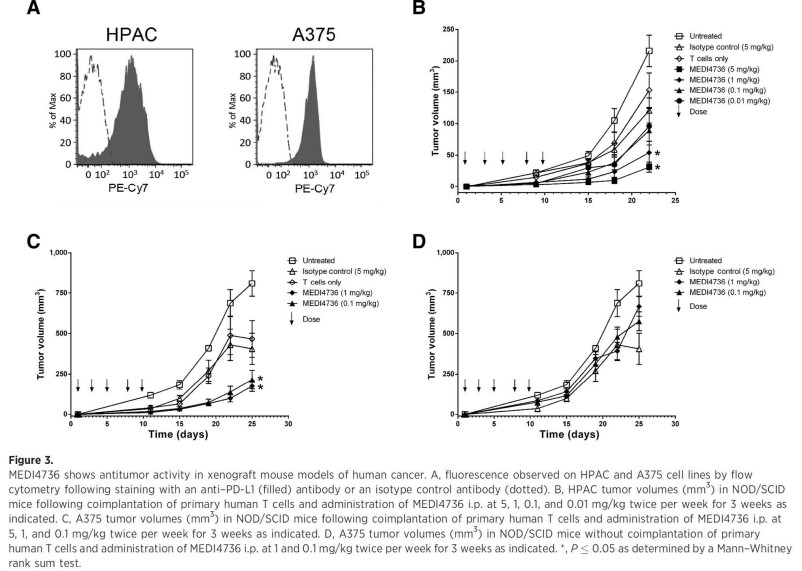 A
HPAC
A375
100
80
60
40
20
0
% of Max
0 10² 10³ 10⁴ 10⁵
PE-Cy7
100
80
60
40
20
0
% of Max
0 10² 10³ 10⁴ 10⁵
PE-Cy7
B
Tumor volume (mm³)
250
200
150
100
50
0
0 5 10 15 20 25
Time (days)
Untreated
Isotype control (5 mg/kg)
T cells only
MEDI4736 (5 mg/kg)
MEDI4736 (1 mg/kg)
MEDI4736 (0.1 mg/kg)
MEDI4736 (0.01 mg/kg)
Dose
*
*
C
Tumor volume (mm³)
1,000
750
500
250
0
0 5 10 15 20 25 30
Time (days)
Untreated
Isotype control (5 mg/kg)
T cells only
MEDI4736 (1 mg/kg)
MEDI4736 (0.1 mg/kg)
Dose
*
*
D
Tumor volume (mm³)
1,000
750
500
250
0
0 5 10 15 20 25 30
Time (days)
Untreated
Isotype control (5 mg/kg)
MEDI4736 (1 mg/kg)
MEDI4736 (0.1 mg/kg)
Dose
Figure 3.
MEDI4736 shows antitumor activity in xenograft mouse models of human cancer. A, fluorescence observed on HPAC and A375 cell lines by flow
cytometry following staining with an anti–PD-L1 (filled) antibody or an isotype control antibody (dotted). B, HPAC tumor volumes (mm³) in NOD/SCID
mice following coimplantation of primary human T cells and administration of MEDI4736 i.p. at 5, 1, 0.1, and 0.01 mg/kg twice per week for 3 weeks as
indicated. C, A375 tumor volumes (mm³) in NOD/SCID mice following coimplantation of primary human T cells and administration of MEDI4736 i.p. at
5, 1, and 0.1 mg/kg twice per week for 3 weeks as indicated. D, A375 tumor volumes (mm³) in NOD/SCID mice without coimplantation of primary
human T cells and administration of MEDI4736 i.p. at 1 and 0.1 mg/kg twice per week for 3 weeks as indicated. *, P ≤ 0.05 as determined by a Mann–Whitney
rank sum test.